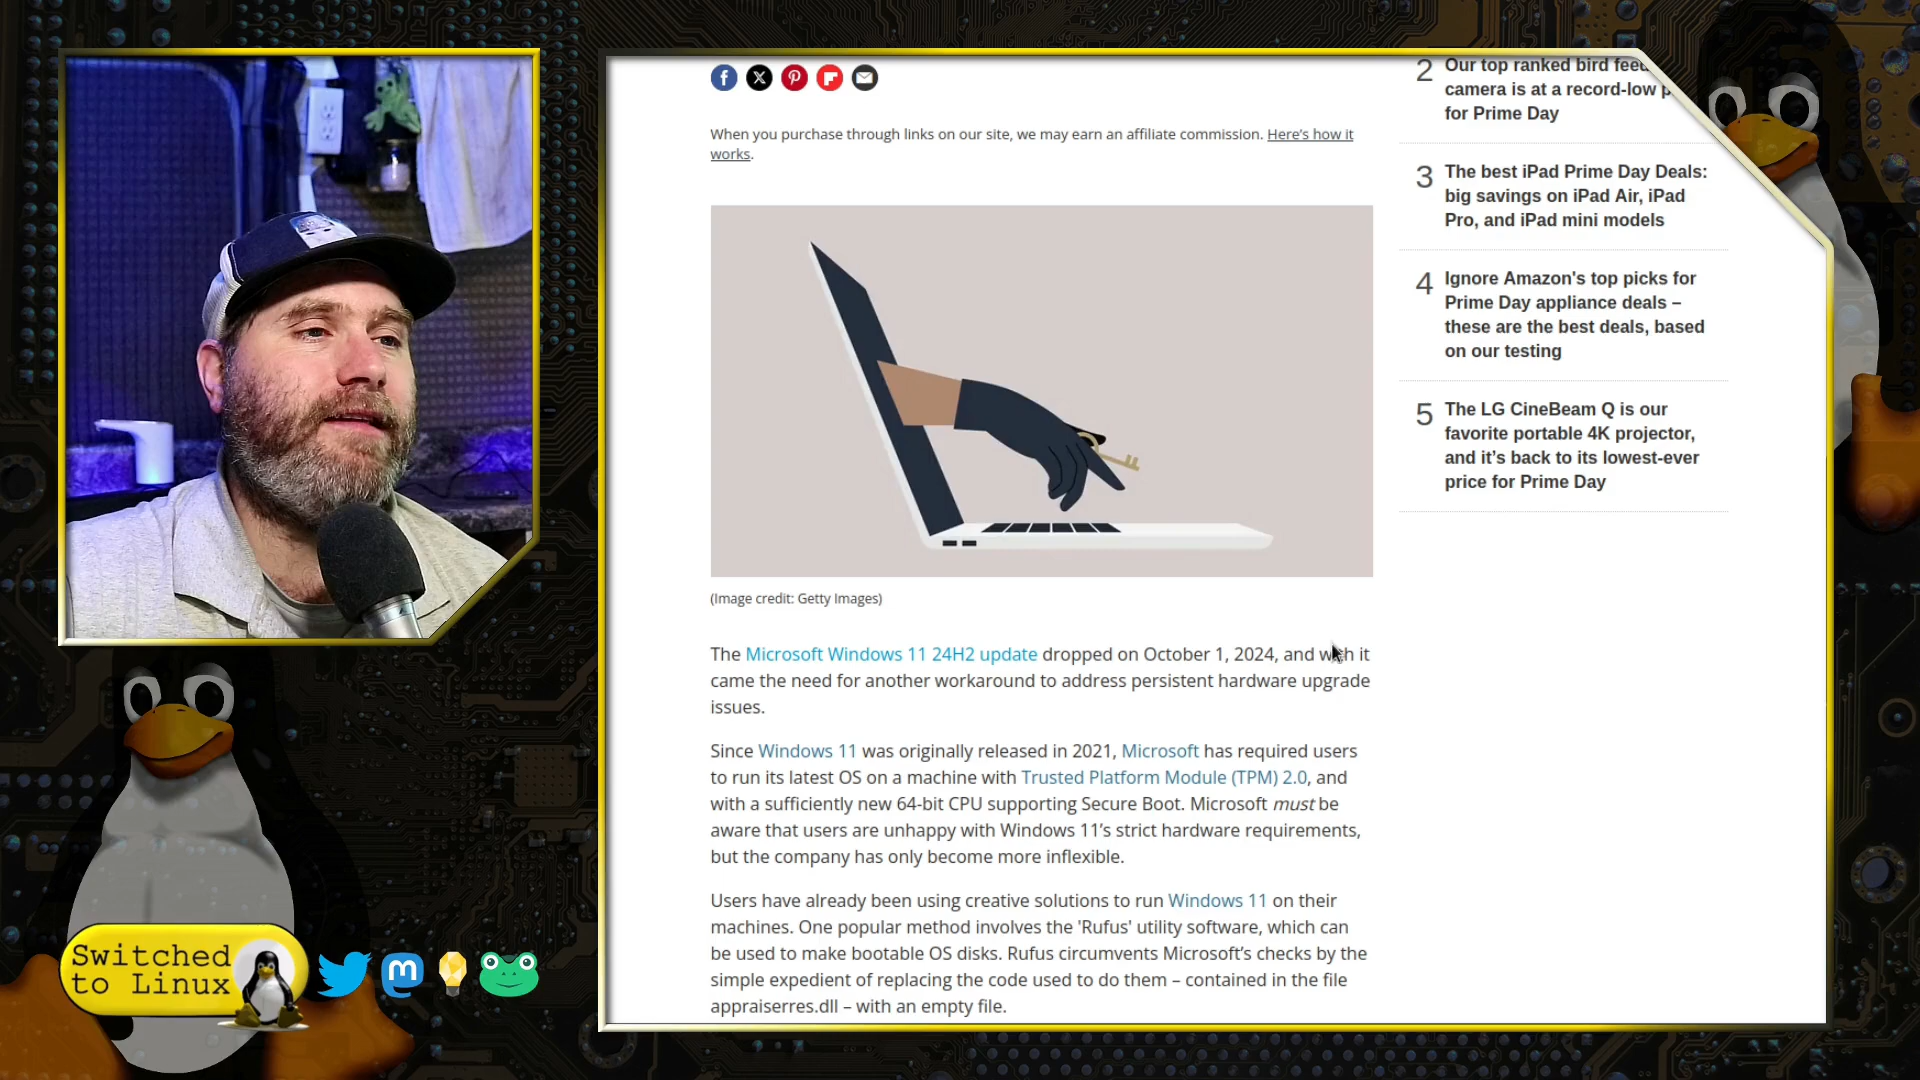 When you purchase through links on our site, we may earn an affiliate commission. Here's how it
works.
(Image credit: Getty Images)
The Microsoft Windows 11 24H2 update dropped on October 1, 2024, and with it
came the need for another workaround to address persistent hardware upgrade
issues.
Since Windows 11 was originally released in 2021, Microsoft has required users
to run its latest OS on a machine with Trusted Platform Module (TPM) 2.0, and
with a sufficiently new 64-bit CPU supporting Secure Boot. Microsoft must be
aware that users are unhappy with Windows 11's strict hardware requirements,
but the company has only become more inflexible.
Users have already been using creative solutions to run Windows 11 on their
machines. One popular method involves the 'Rufus' utility software, which can
be used to make bootable OS disks. Rufus circumvents Microsoft's checks by the
simple expedient of replacing the code used to do them – contained in the file
appraiserres.dll – with an empty file.
2 Our top ranked bird
camera is at a record-low
for Prime Day
3 The best iPad Prime Day Deals:
big savings on iPad Air, iPad
Pro, and iPad mini models
4 Ignore Amazon's top picks for
Prime Day appliance deals –
these are the best deals, based
on our testing
5 The LG CineBeam Q is our
favorite portable 4K projector,
and it's back to its lowest-ever
price for Prime Day
Switched
to Linux